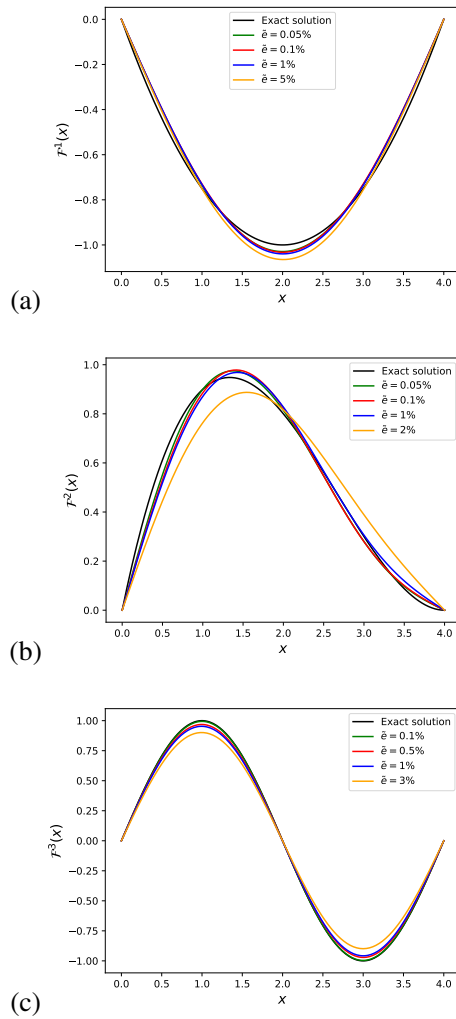 0.0
−0.2
−0.4
−0.6
−0.8
−1.0
ℱ¹(x)
Exact solution
ẽ = 0.05%
ẽ = 0.1%
ẽ = 1%
ẽ = 5%
0.0 0.5 1.0 1.5 2.0 2.5 3.0 3.5 4.0
x
(a)
1.0
0.8
0.6
0.4
0.2
0.0
ℱ²(x)
Exact solution
ẽ = 0.05%
ẽ = 0.1%
ẽ = 1%
ẽ = 2%
0.0 0.5 1.0 1.5 2.0 2.5 3.0 3.5 4.0
x
(b)
1.00
0.75
0.50
0.25
0.00
−0.25
−0.50
−0.75
−1.00
ℱ³(x)
Exact solution
ẽ = 0.1%
ẽ = 0.5%
ẽ = 1%
ẽ = 3%
0.0 0.5 1.0 1.5 2.0 2.5 3.0 3.5 4.0
x
(c)